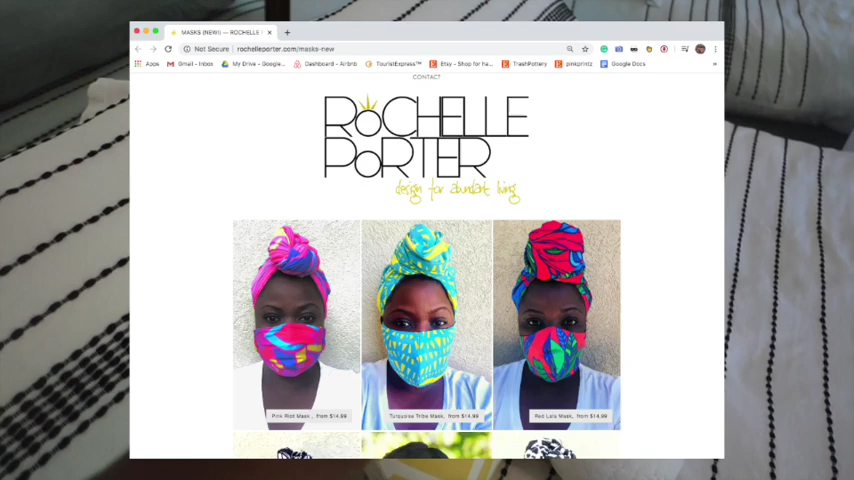 MASKS (NEW!) — ROCHELLE
Not Secure | rochelleporter.com/masks-new
Apps
Gmail - Inbox
My Drive - Google...
Dashboard - Airbnb
TouristExpress™
Etsy - Shop for ha...
TrashPottery
pinkprintz
Google Docs
CONTACT
ROCHELLE
PORTER
design for abundant living
Pink Riot Mask, from $14.99
Turquoise Tribe Mask, from $14.99
Red Lala Mask, from $14.99